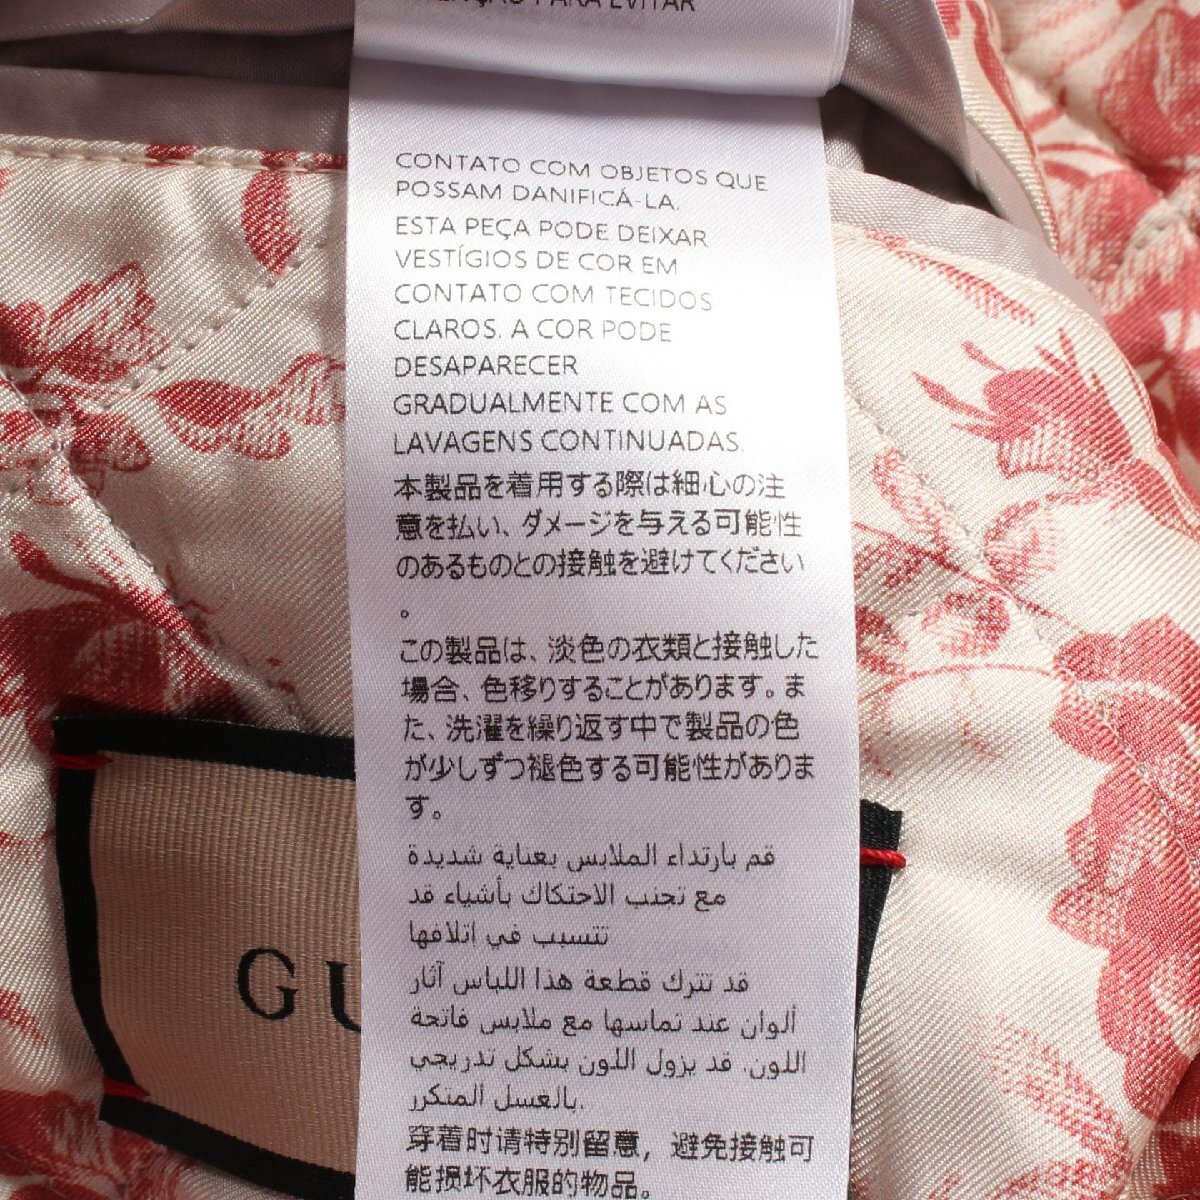 PARA EVITAR
CONTATO COM OBJETOS QUE
POSSAM DANIFICÁ-LA.
ESTA PEÇA PODE DEIXAR
VESTÍGIOS DE COR EM
CONTATO COM TECIDOS
CLAROS. A COR PODE
DESAPARECER
GRADUALMENTE COM AS
LAVAGENS CONTINUADAS.
本製品を着用する際は細心の注
意を払い、ダメージを与える可能性
のあるものとの接触を避けてください
。
この製品は、淡色の衣類と接触した
場合、色移りすることがあります。ま
た、洗濯を繰り返す中で製品の色
が少しずつ褪色する可能性がありま
す。
قم بارتداء الملابس بعناية شديدة
مع تجنب الاحتكاك بأشياء قد
تتسبب في اتلافها
قد تترك قطعة هذا اللباس آثار
ألوان عند تماسها مع ملابس فاتحة
اللون. قد يزول اللون بشكل تدريجي
بالغسل المتكرر.
穿着时请特别留意，避免接触可
能损坏衣服的物品。
GU